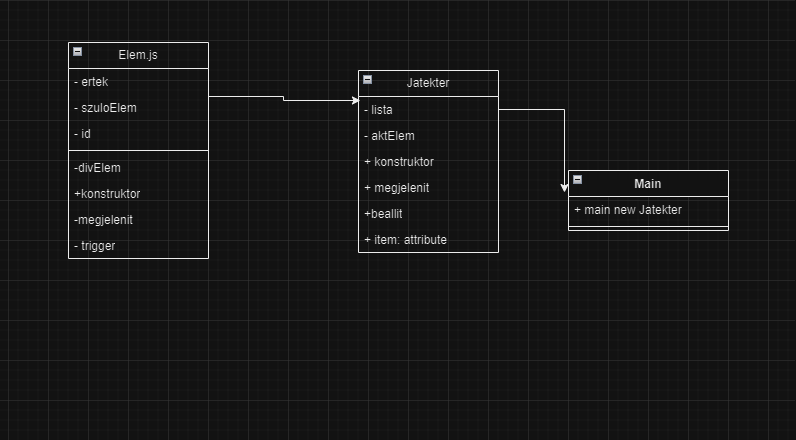 Elem.js
- ertek
- szuloElem
- id
-divElem
+konstruktor
-megjelenit
- trigger
Jatekter
- lista
- aktElem
+ konstruktor
+ megjelenit
+beallit
+ item: attribute
Main
+ main new Jatekter